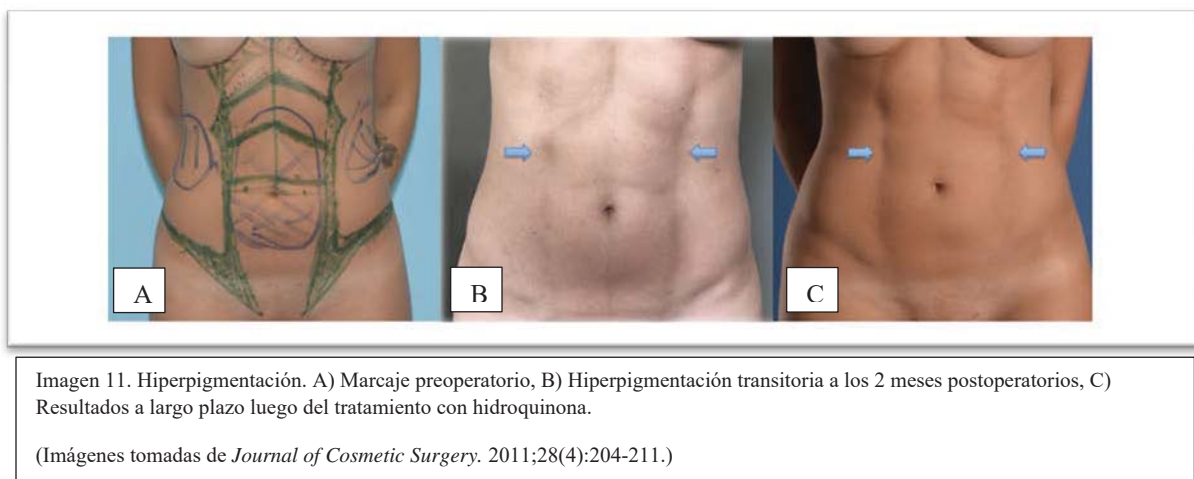 A
B
C
Imagen 11. Hiperpigmentación. A) Marcaje preoperatorio, B) Hiperpigmentación transitoria a los 2 meses postoperatorios, C)
Resultados a largo plazo luego del tratamiento con hidroquinona.
(Imágenes tomadas de Journal of Cosmetic Surgery. 2011;28(4):204-211.)